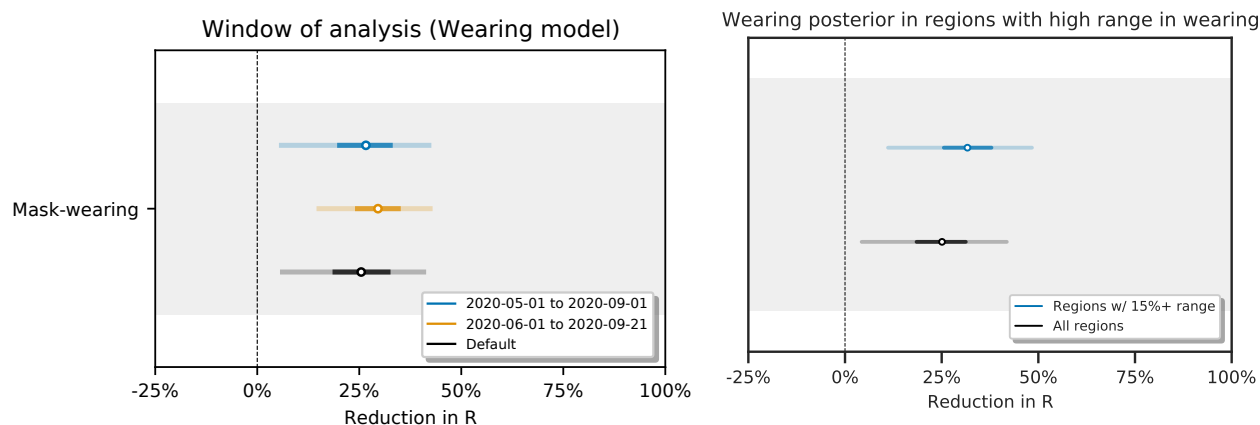 Window of analysis (Wearing model)
Mask-wearing
2020-05-01 to 2020-09-01
2020-06-01 to 2020-09-21
Default
-25% 0% 25% 50% 75% 100%
Reduction in R
Wearing posterior in regions with high range in wearing
Regions w/ 15%+ range
All regions
-25% 0% 25% 50% 75% 100%
Reduction in R